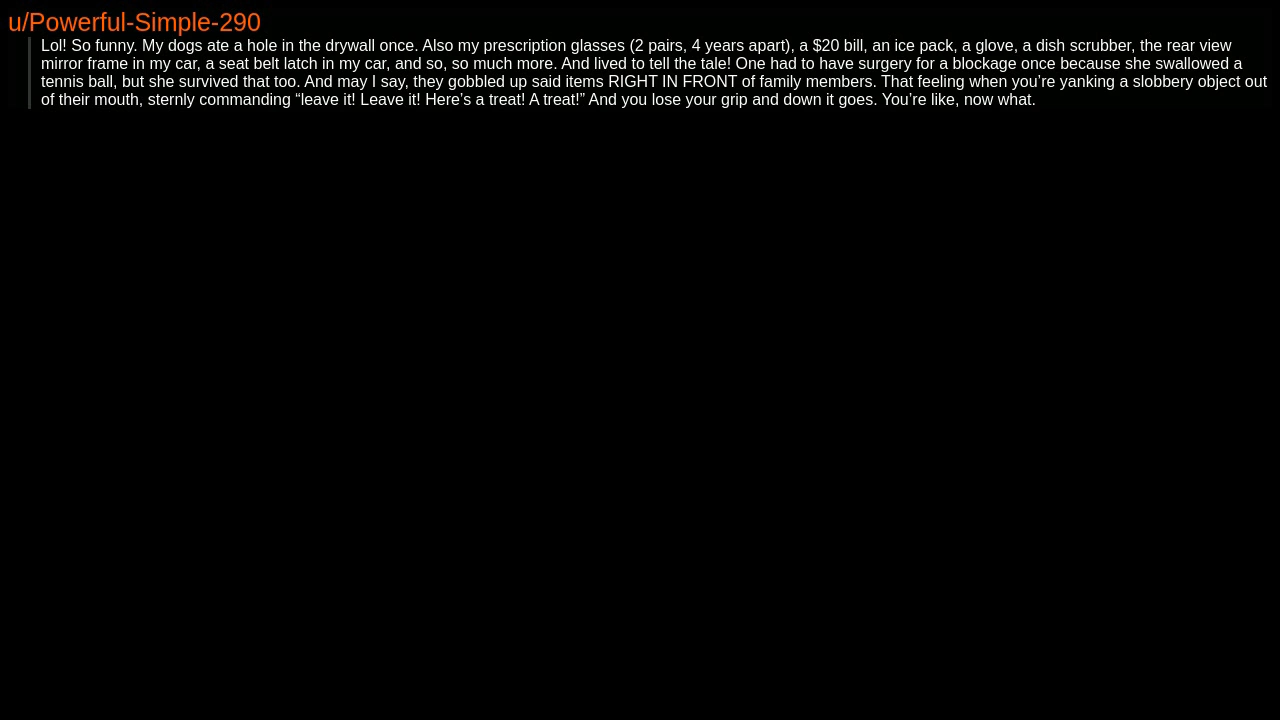 u/Powerful-Simple-290
Lol! So funny. My dogs ate a hole in the drywall once. Also my prescription glasses (2 pairs, 4 years apart), a $20 bill, an ice pack, a glove, a dish scrubber, the rear view
mirror frame in my car, a seat belt latch in my car, and so, so much more. And lived to tell the tale! One had to have surgery for a blockage once because she swallowed a
tennis ball, but she survived that too. And may I say, they gobbled up said items RIGHT IN FRONT of family members. That feeling when you’re yanking a slobbery object out
of their mouth, sternly commanding “leave it! Leave it! Here’s a treat! A treat!” And you lose your grip and down it goes. You’re like, now what.